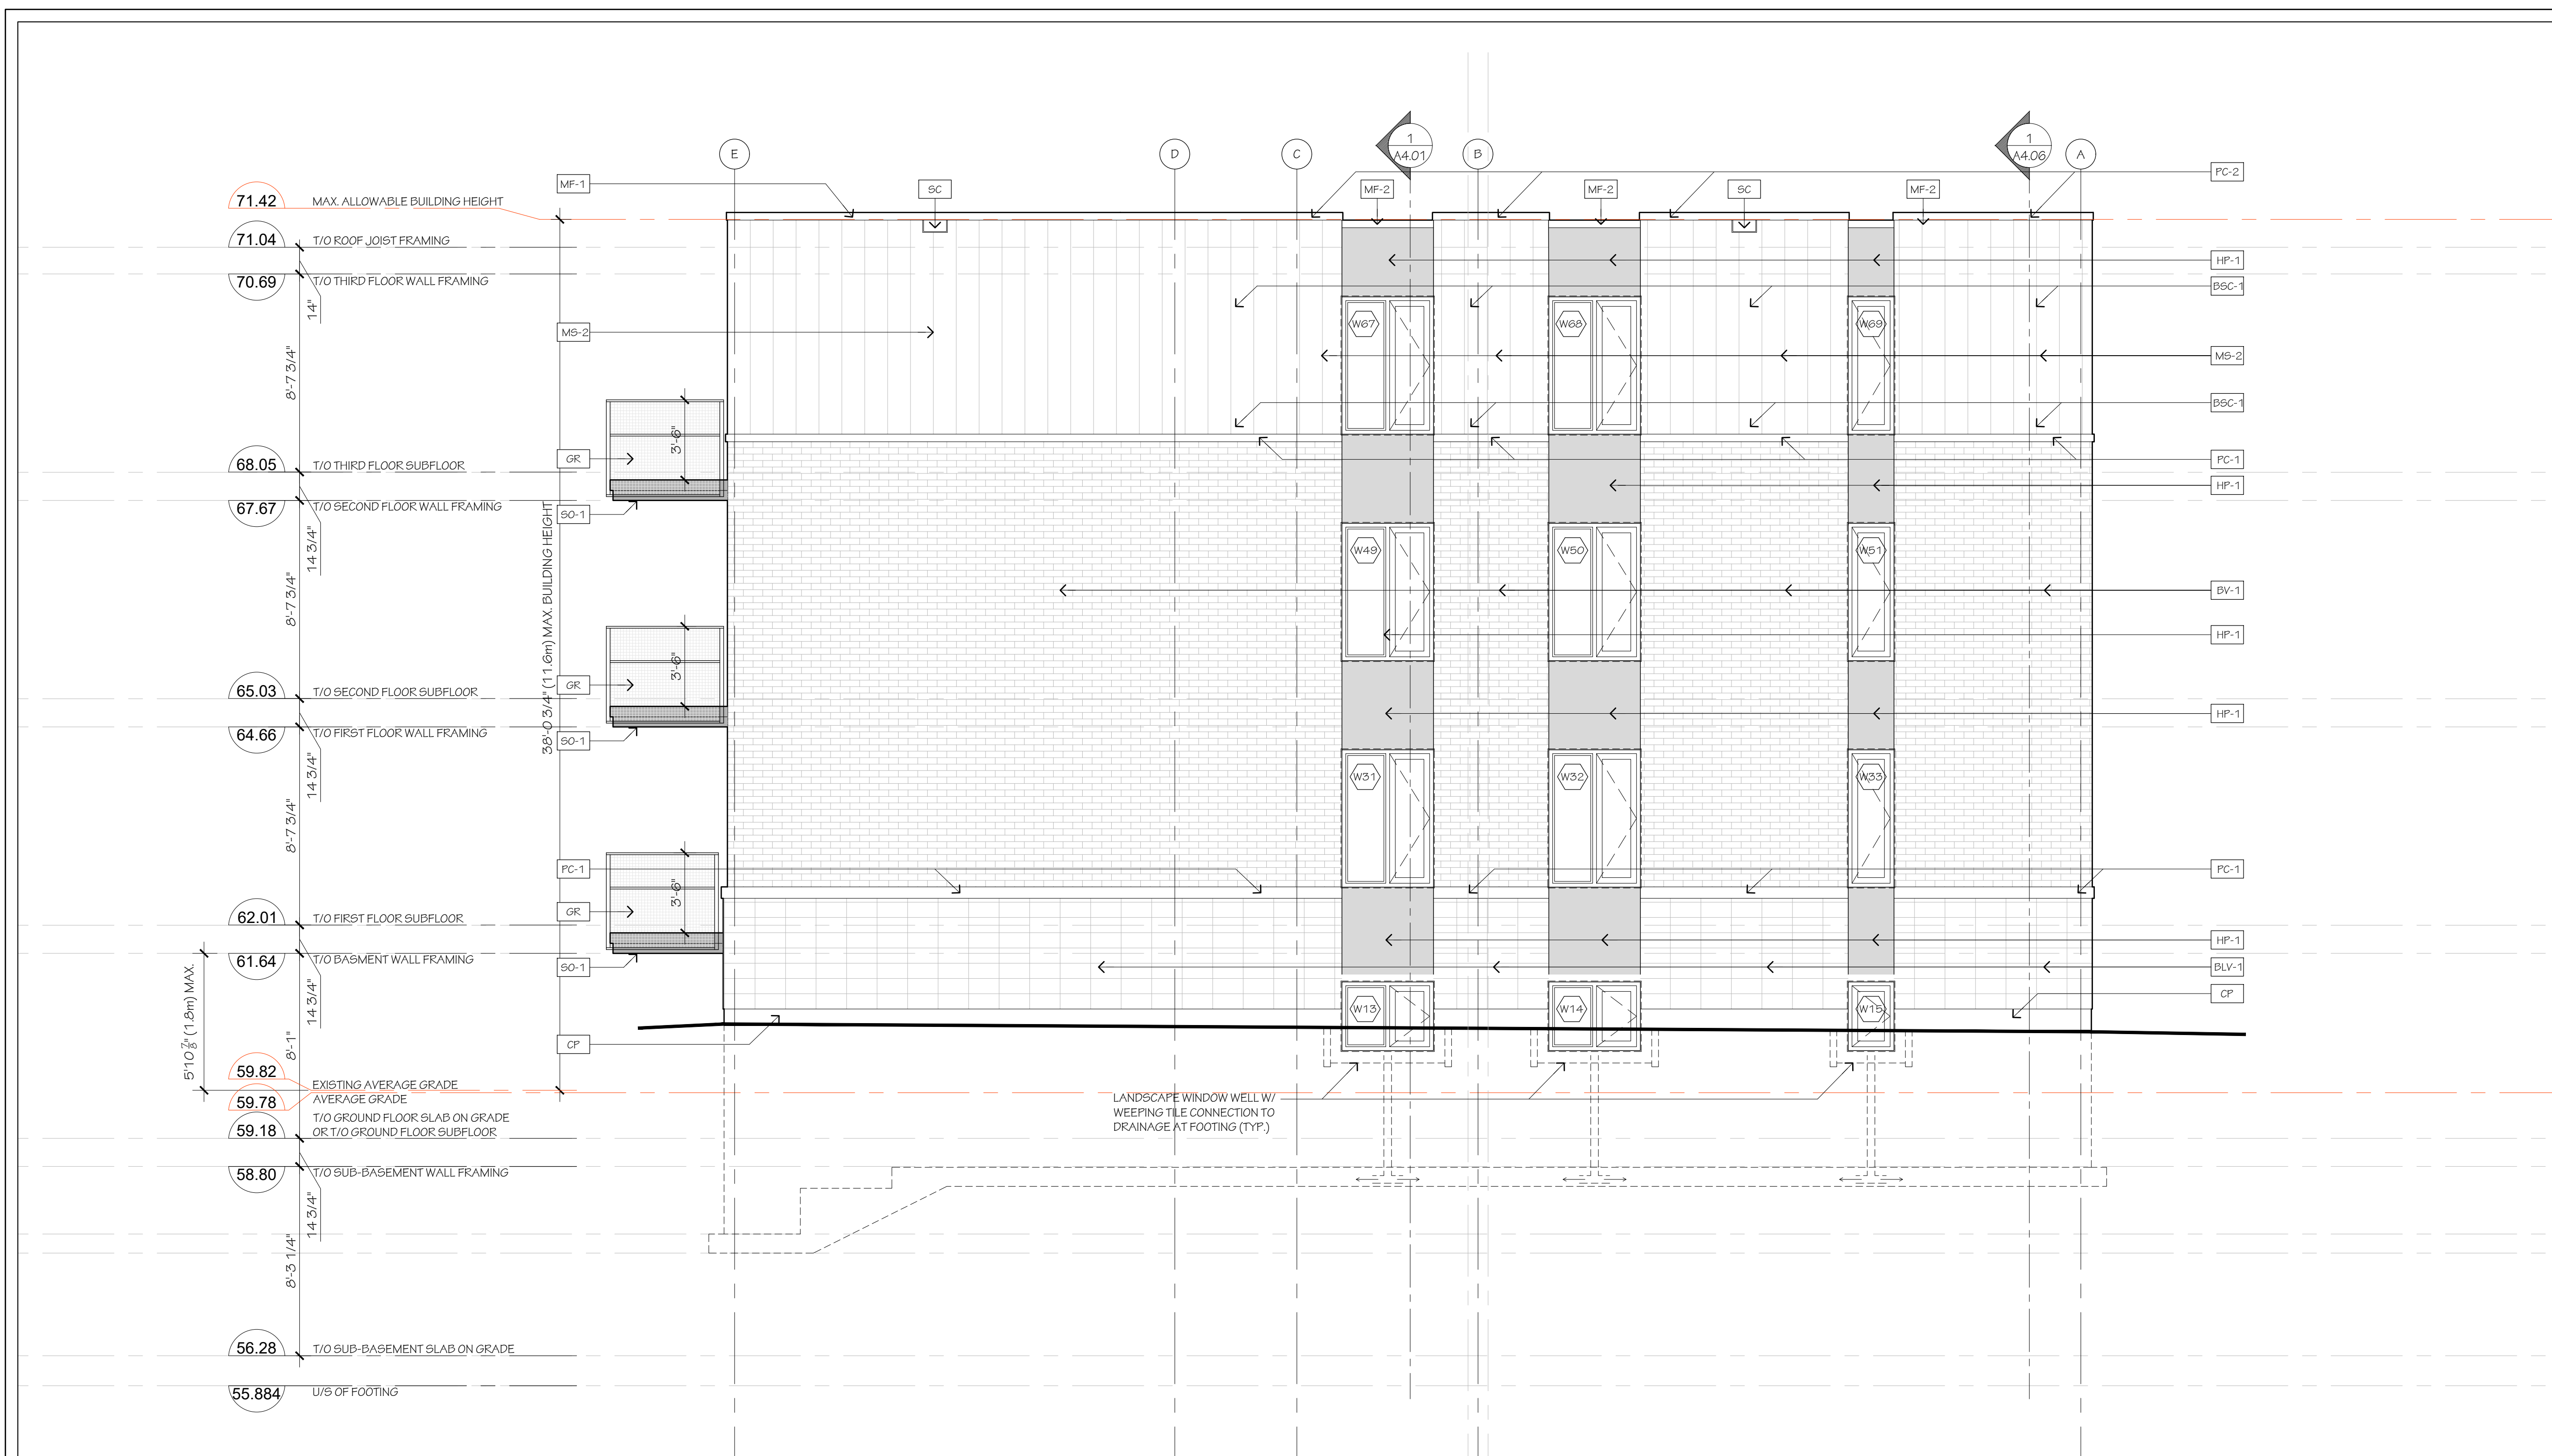 E
D
C
1
A4.01
B
1
A4.06
A
MF-1
SC
MF-2
MF-2
SC
MF-2
PC-2
71.42
MAX. ALLOWABLE BUILDING HEIGHT
71.04
T/O ROOF JOIST FRAMING
HP-1
70.69
T/O THIRD FLOOR WALL FRAMING
BSC-1
14"
MS-2
W67
W68
W69
MS-2
8'-7 3/4"
BSC-1
3'-6"
GR
PC-1
68.05
T/O THIRD FLOOR SUBFLOOR
HP-1
67.67
T/O SECOND FLOOR WALL FRAMING
SO-1
14 3/4"
W49
W50
W51
8'-7 3/4"
BV-1
38'-0 3/4" (11.6m) MAX. BUILDING HEIGHT
HP-1
3'-6"
GR
65.03
T/O SECOND FLOOR SUBFLOOR
HP-1
64.66
T/O FIRST FLOOR WALL FRAMING
SO-1
14 3/4"
W31
W32
W33
8'-7 3/4"
PC-1
PC-1
3'-6"
GR
62.01
T/O FIRST FLOOR SUBFLOOR
HP-1
61.64
T/O BASMENT WALL FRAMING
SO-1
BLV-1
14 3/4"
CP
W13
W14
W15
5'10 7/8" (1.8m) MAX.
8'-1"
CP
59.82
EXISTING AVERAGE GRADE
59.78
AVERAGE GRADE
LANDSCAPE WINDOW WELL W/
WEEPING TILE CONNECTION TO
DRAINAGE AT FOOTING (TYP.)
T/O GROUND FLOOR SLAB ON GRADE
59.18
OR T/O GROUND FLOOR SUBFLOOR
58.80
T/O SUB-BASEMENT WALL FRAMING
14 3/4"
8'-3 1/4"
56.28
T/O SUB-BASEMENT SLAB ON GRADE
55.884
U/S OF FOOTING